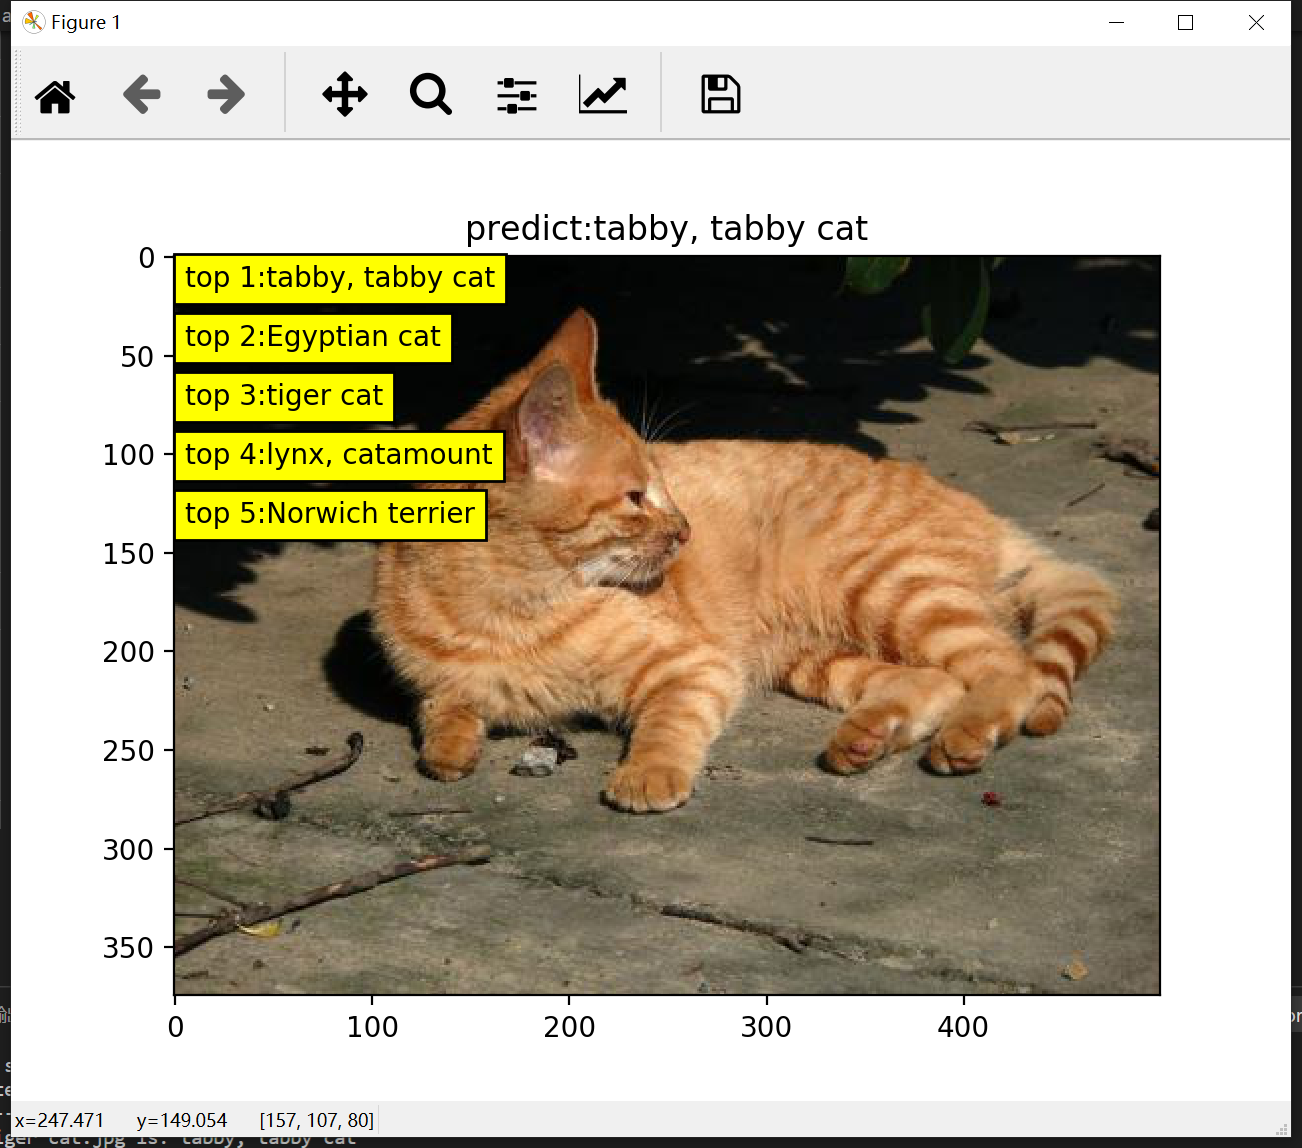 Figure 1
predict:tabby, tabby cat
top 1:tabby, tabby cat
top 2:Egyptian cat
top 3:tiger cat
top 4:lynx, catamount
top 5:Norwich terrier
0
50
100
150
200
250
300
350
0 100 200 300 400
x=247.471 y=149.054 [157, 107, 80]
cat.jpg is: tabby, tabby cat